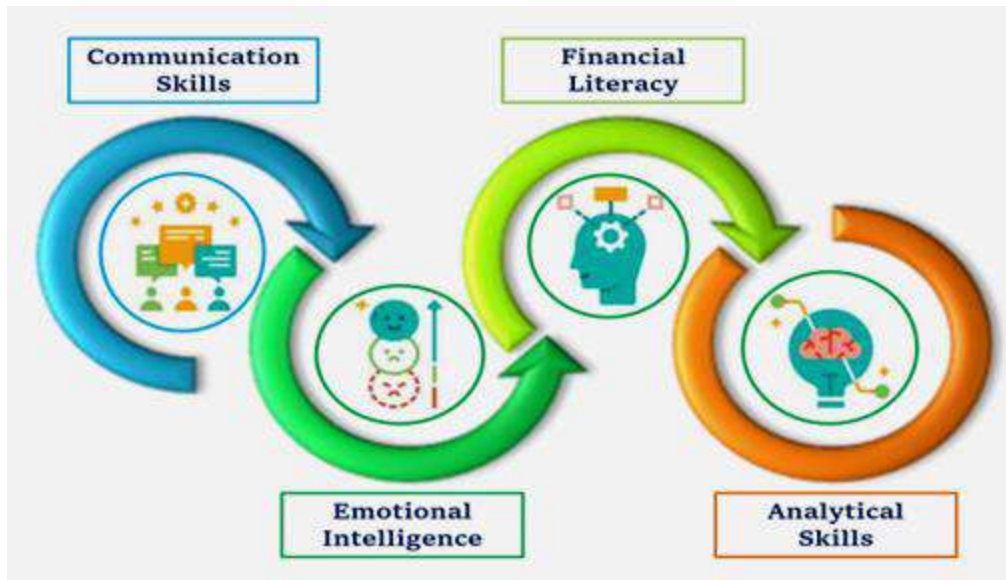 Communication
Skills
Financial
Literacy
Emotional
Intelligence
Analytical
Skills